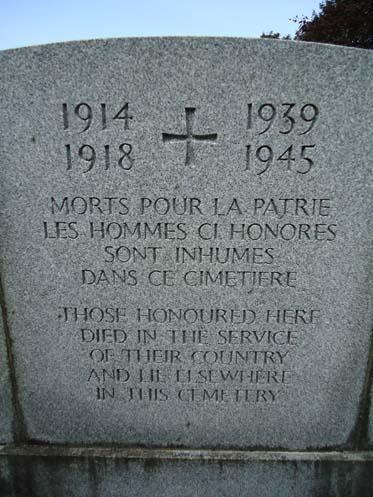 1914 1939
1918 1945
MORTS POUR LA PATRIE
LES HOMMES CI HONORES
SONT INHUMES
DANS CE CIMETIERE
THOSE HONOURED HERE
DIED IN THE SERVICE
OF THEIR COUNTRY
AND LIE ELSEWHERE
IN THIS CEMETERY